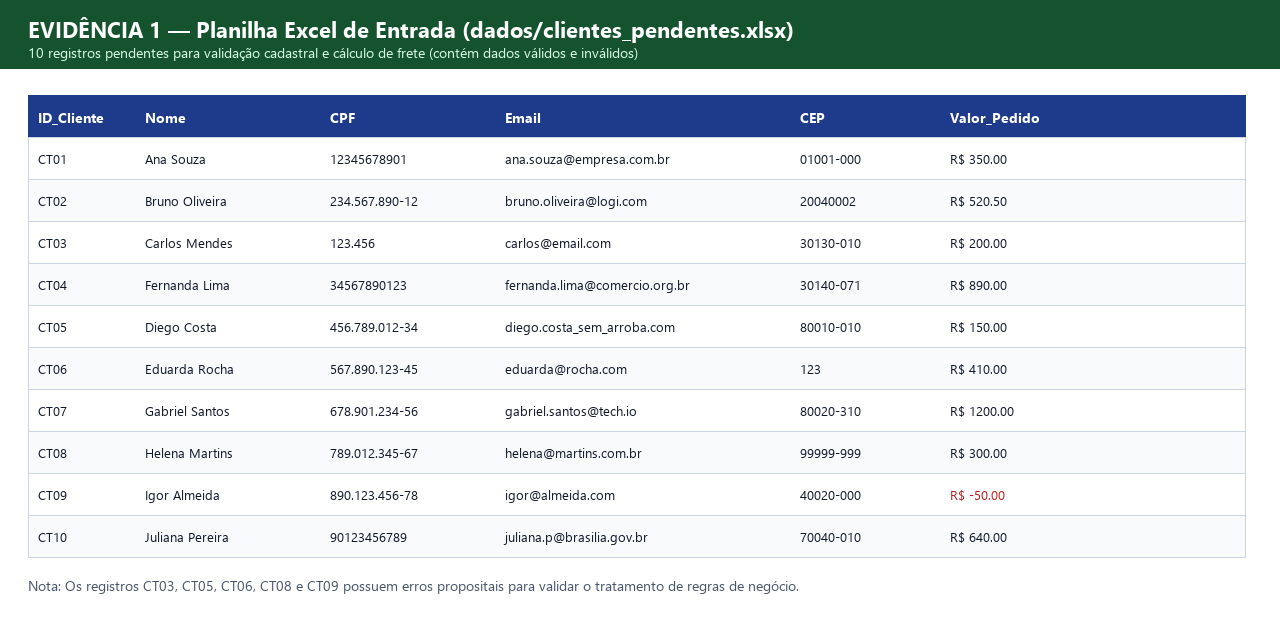 EVIDÊNCIA 1 — Planilha Excel de Entrada (dados/clientes_pendentes.xlsx)
10 registros pendentes para validação cadastral e cálculo de frete (contém dados válidos e inválidos)
ID_Cliente Nome CPF Email CEP Valor_Pedido
CT01 Ana Souza 12345678901 ana.souza@empresa.com.br 01001-000 R$ 350.00
CT02 Bruno Oliveira 234.567.890-12 bruno.oliveira@logi.com 20040002 R$ 520.50
CT03 Carlos Mendes 123.456 carlos@email.com 30130-010 R$ 200.00
CT04 Fernanda Lima 34567890123 fernanda.lima@comercio.org.br 30140-071 R$ 890.00
CT05 Diego Costa 456.789.012-34 diego.costa_sem_arroba.com 80010-010 R$ 150.00
CT06 Eduarda Rocha 567.890.123-45 eduarda@rocha.com 123 R$ 410.00
CT07 Gabriel Santos 678.901.234-56 gabriel.santos@tech.io 80020-310 R$ 1200.00
CT08 Helena Martins 789.012.345-67 helena@martins.com.br 99999-999 R$ 300.00
CT09 Igor Almeida 890.123.456-78 igor@almeida.com 40020-000 R$ -50.00
CT10 Juliana Pereira 90123456789 juliana.p@brasilia.gov.br 70040-010 R$ 640.00
Nota: Os registros CT03, CT05, CT06, CT08 e CT09 possuem erros propositais para validar o tratamento de regras de negócio.